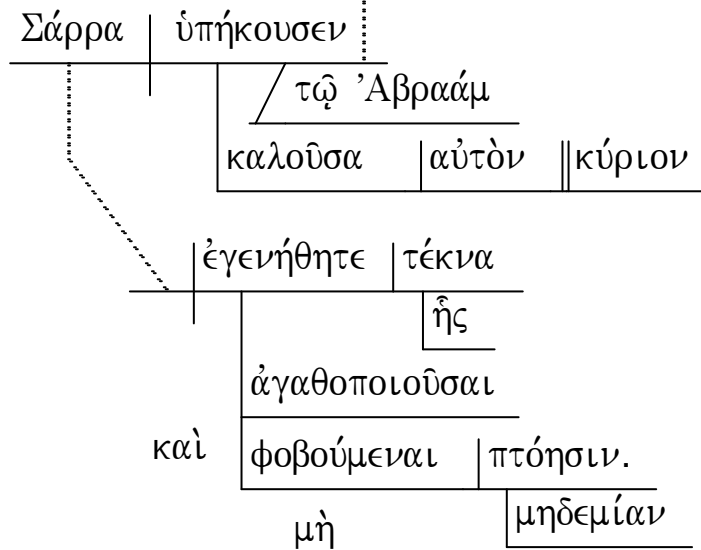 Σάρρα ὑπήκουσεν
τῷ Ἀβραάμ
καλοῦσα αὐτὸν κύριον
ἐγενήθητε τέκνα
ἧς
ἀγαθοποιοῦσαι
καὶ
φοβούμεναι πτόησιν.
μὴ
μηδεμίαν